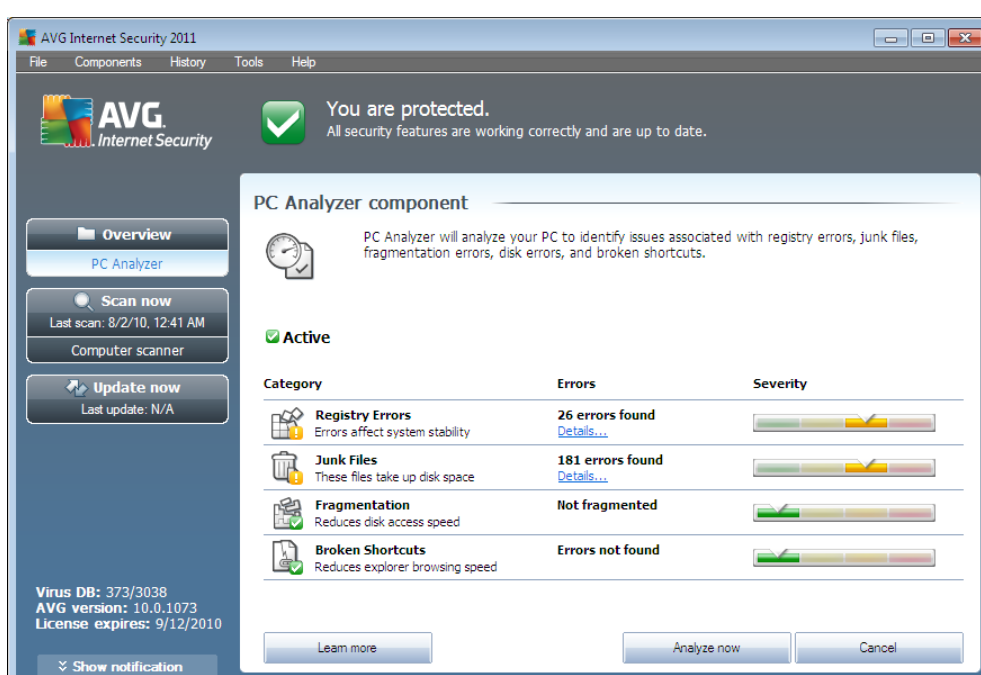 AVG Internet Security 2011
File Components History Tools Help
AVG.
Internet Security
You are protected.
All security features are working correctly and are up to date.
Overview
PC Analyzer
Scan now
Last scan: 8/2/10, 12:41 AM
Computer scanner
Update now
Last update: N/A
Virus DB: 373/3038
AVG version: 10.0.1073
License expires: 9/12/2010
Show notification
PC Analyzer component
PC Analyzer will analyze your PC to identify issues associated with registry errors, junk files,
fragmentation errors, disk errors, and broken shortcuts.
Active
Category Errors Severity
Registry Errors 26 errors found
Errors affect system stability Details...
Junk Files 181 errors found
These files take up disk space Details...
Fragmentation Not fragmented
Reduces disk access speed
Broken Shortcuts Errors not found
Reduces explorer browsing speed
Learn more Analyze now Cancel